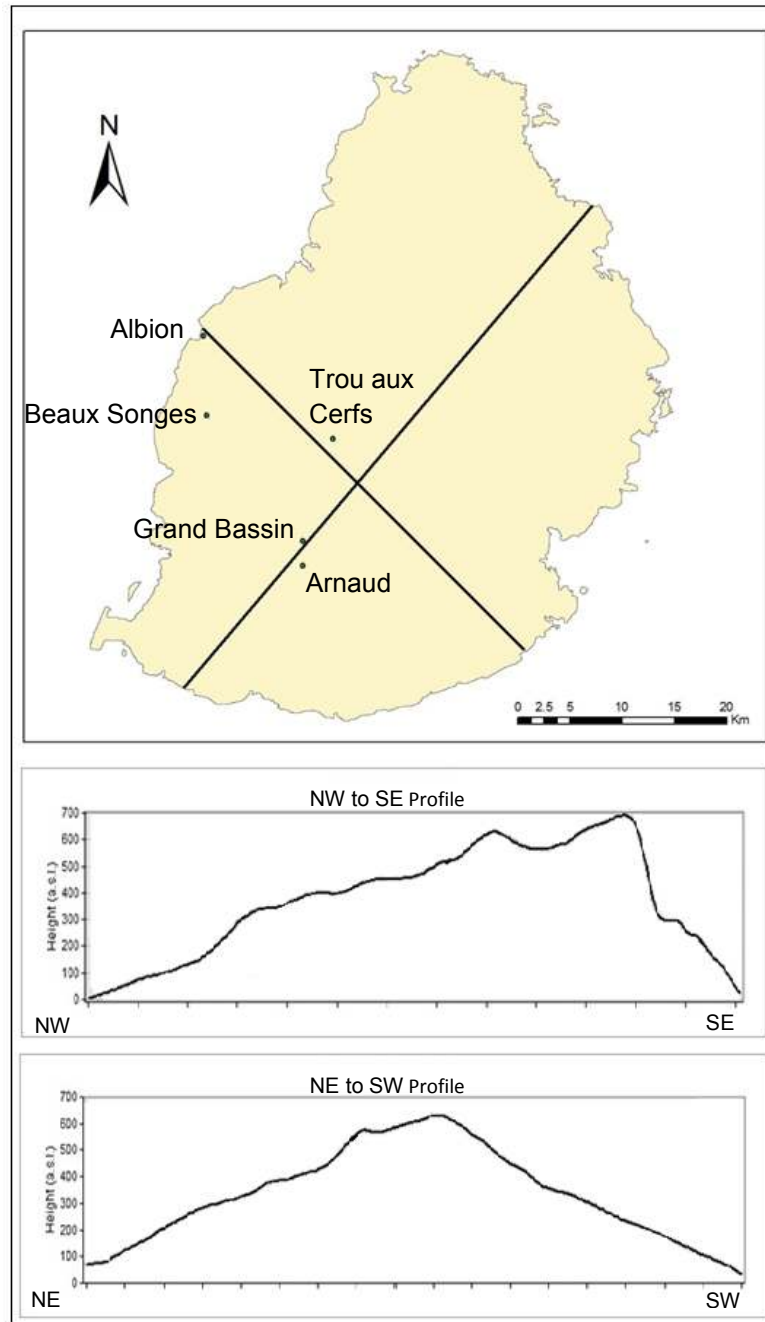 N
Albion
Trou aux
Cerfs
Beaux Songes
Grand Bassin
Arnaud
0 2.5 5 10 15 20
Km
NW to SE Profile
Height (a.s.l.)
700
600
500
400
300
200
100
0
NW SE
NE to SW Profile
Height (a.s.l.)
700
600
500
400
300
200
100
0
NE SW